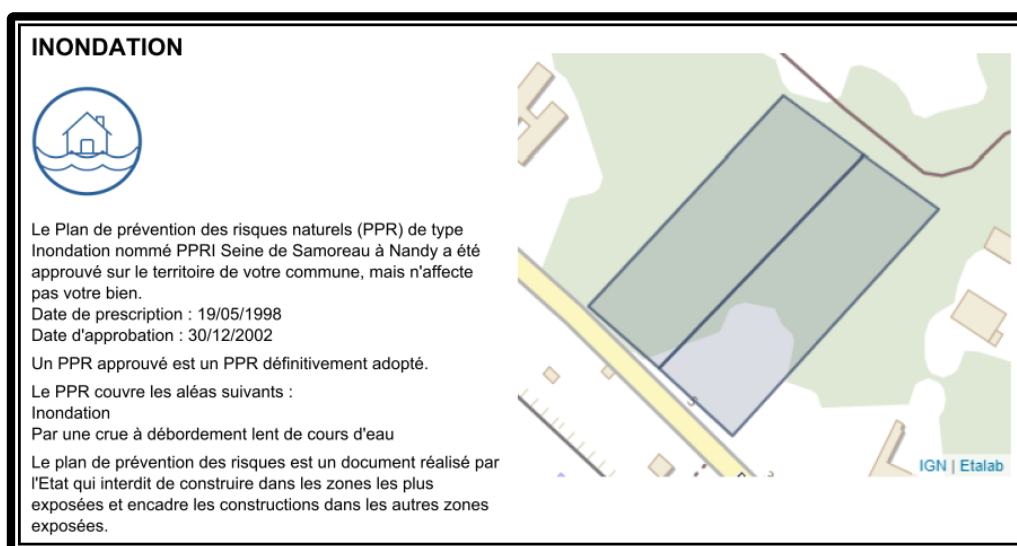 INONDATION
Le Plan de prévention des risques naturels (PPR) de type
Inondation nommé PPRI Seine de Samoreau à Nandy a été
approuvé sur le territoire de votre commune, mais n'affecte
pas votre bien.
Date de prescription : 19/05/1998
Date d'approbation : 30/12/2002
Un PPR approuvé est un PPR définitivement adopté.
Le PPR couvre les aléas suivants :
Inondation
Par une crue à débordement lent de cours d'eau
Le plan de prévention des risques est un document réalisé par
l'Etat qui interdit de construire dans les zones les plus
exposées et encadre les constructions dans les autres zones
exposées.
IGN | Etalab